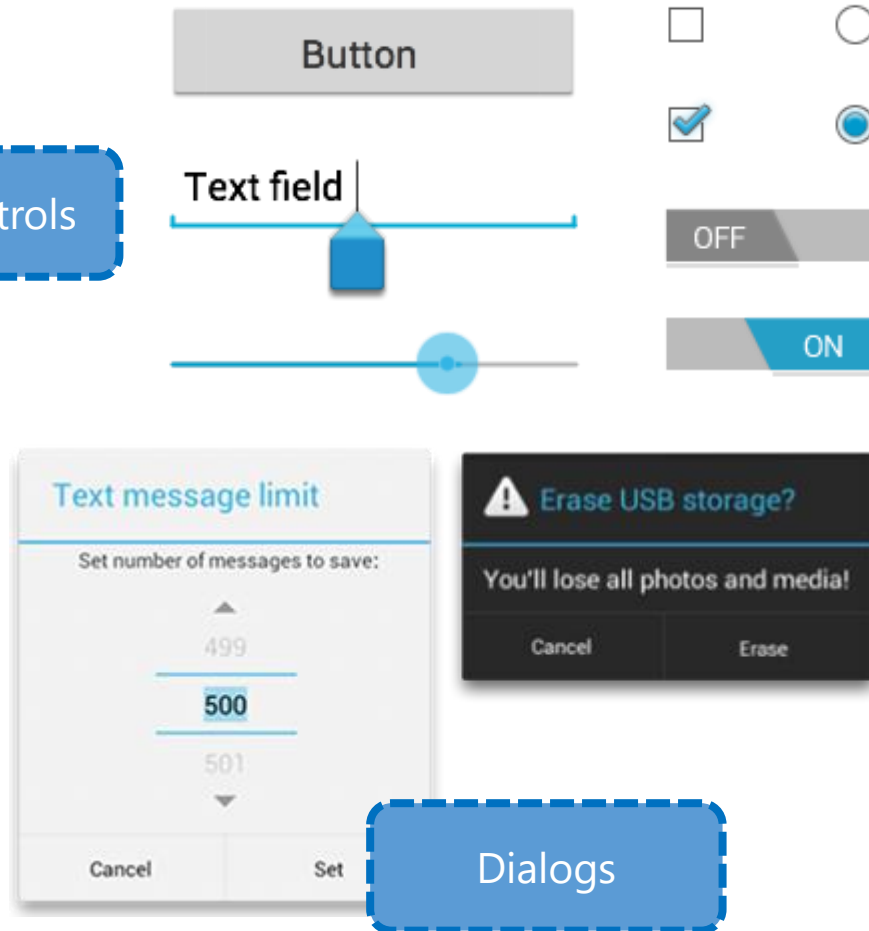 Button
trols
Text field
OFF
ON
Text message limit
Set number of messages to save:
499
500
501
Cancel
Set
Erase USB storage?
You'll lose all photos and media!
Cancel
Erase
Dialogs